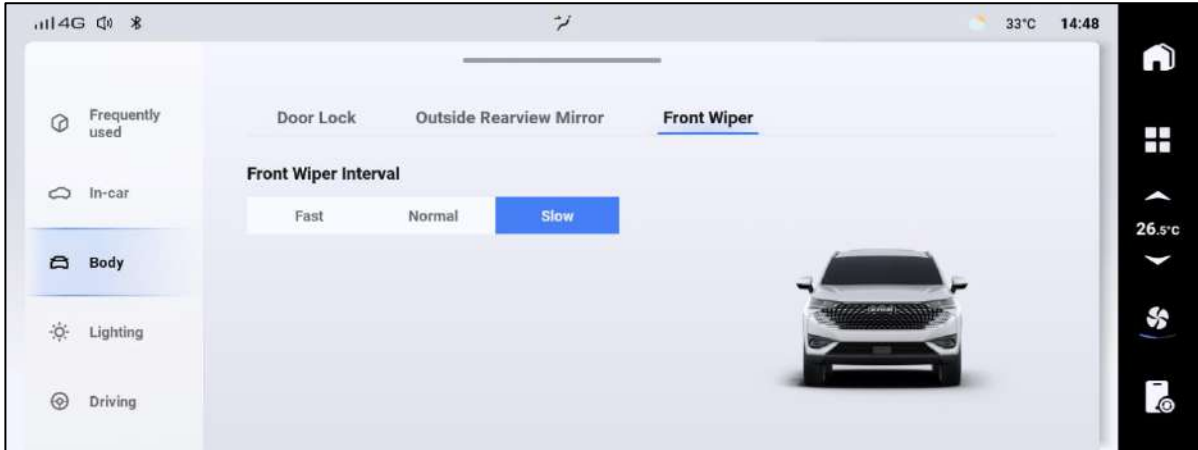 4G
33°C 14:48
Frequently
used
In-car
Body
Lighting
Driving
Door Lock Outside Rearview Mirror Front Wiper
Front Wiper Interval
Fast Normal Slow
26.5°C